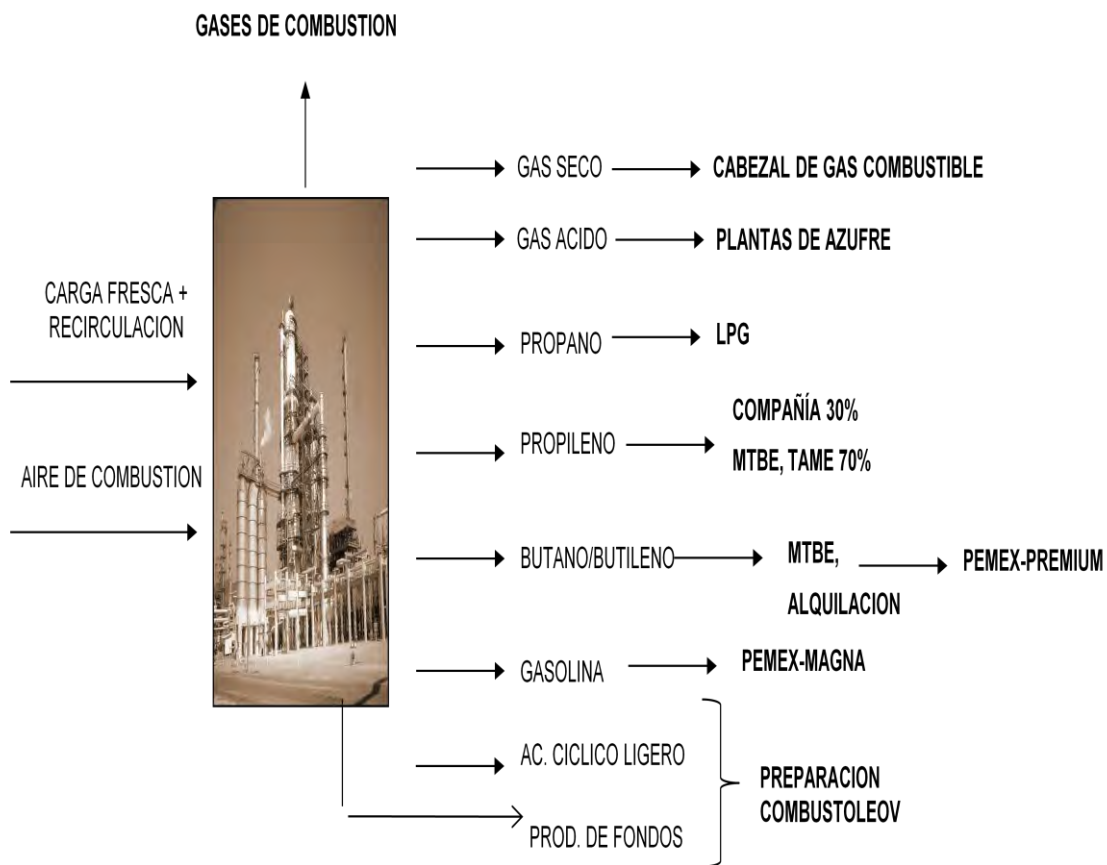 GASES DE COMBUSTION
GAS SECO
CABEZAL DE GAS COMBUSTIBLE
GAS ACIDO
PLANTAS DE AZUFRE
CARGA FRESCA +
RECIRCULACION
PROPANO
LPG
PROPILENO
COMPAÑÍA 30%
MTBE, TAME 70%
AIRE DE COMBUSTION
BUTANO/BUTILENO
MTBE,
ALQUILACION
PEMEX-PREMIUM
GASOLINA
PEMEX-MAGNA
AC. CICLICO LIGERO
PROD. DE FONDOS
PREPARACION
COMBUSTOLEOV